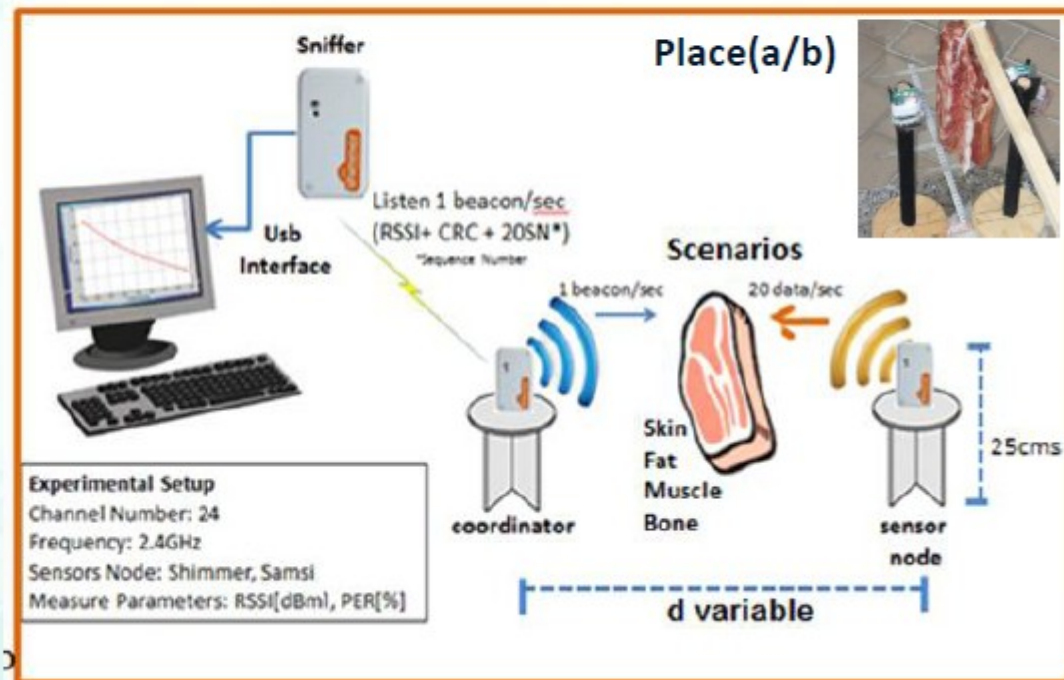 Sniffer
Place(a/b)
Listen 1 beacon/sec
(RSSI+ CRC + 20SN*)
*Sequence Number
Usb
Interface
Scenarios
1 beacon/sec
20 data/sec
Skin
Fat
Muscle
Bone
25cms
coordinator
sensor
node
d variable
Experimental Setup
Channel Number: 24
Frequency: 2.4GHz
Sensors Node: Shimmer, Samsi
Measure Parameters: RSSI[dBm], PER[%]